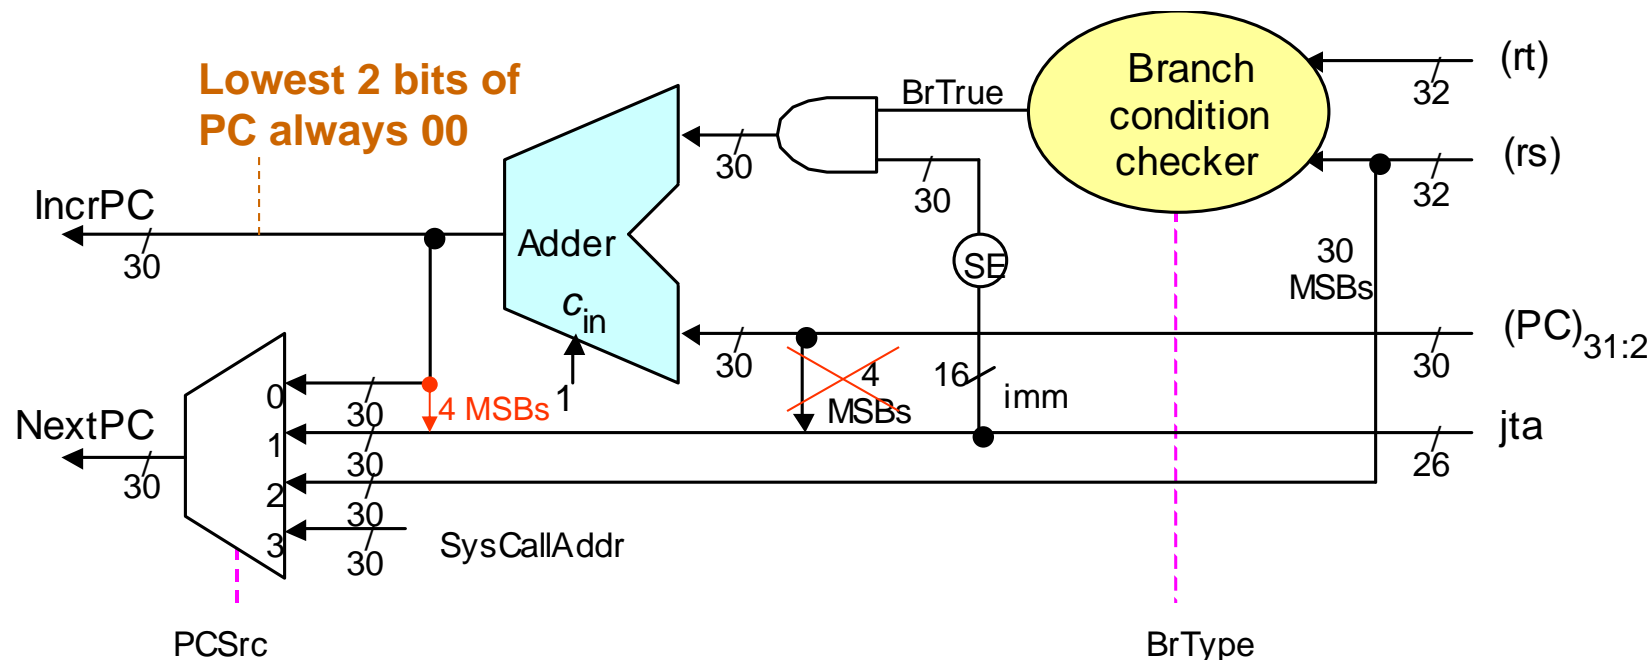 Lowest 2 bits of
PC always 00
BrTrue
Branch
condition
checker
(rt)
32
(rs)
32
30
30
IncrPC
30
Adder
SE
30
MSBs
c in
1
30
4
MSBs
16
imm
(PC)31:2
30
0
30
4 MSBs
NextPC
30
1
30
jta
26
2
30
3
30
SysCallAddr
PCSrc
BrType